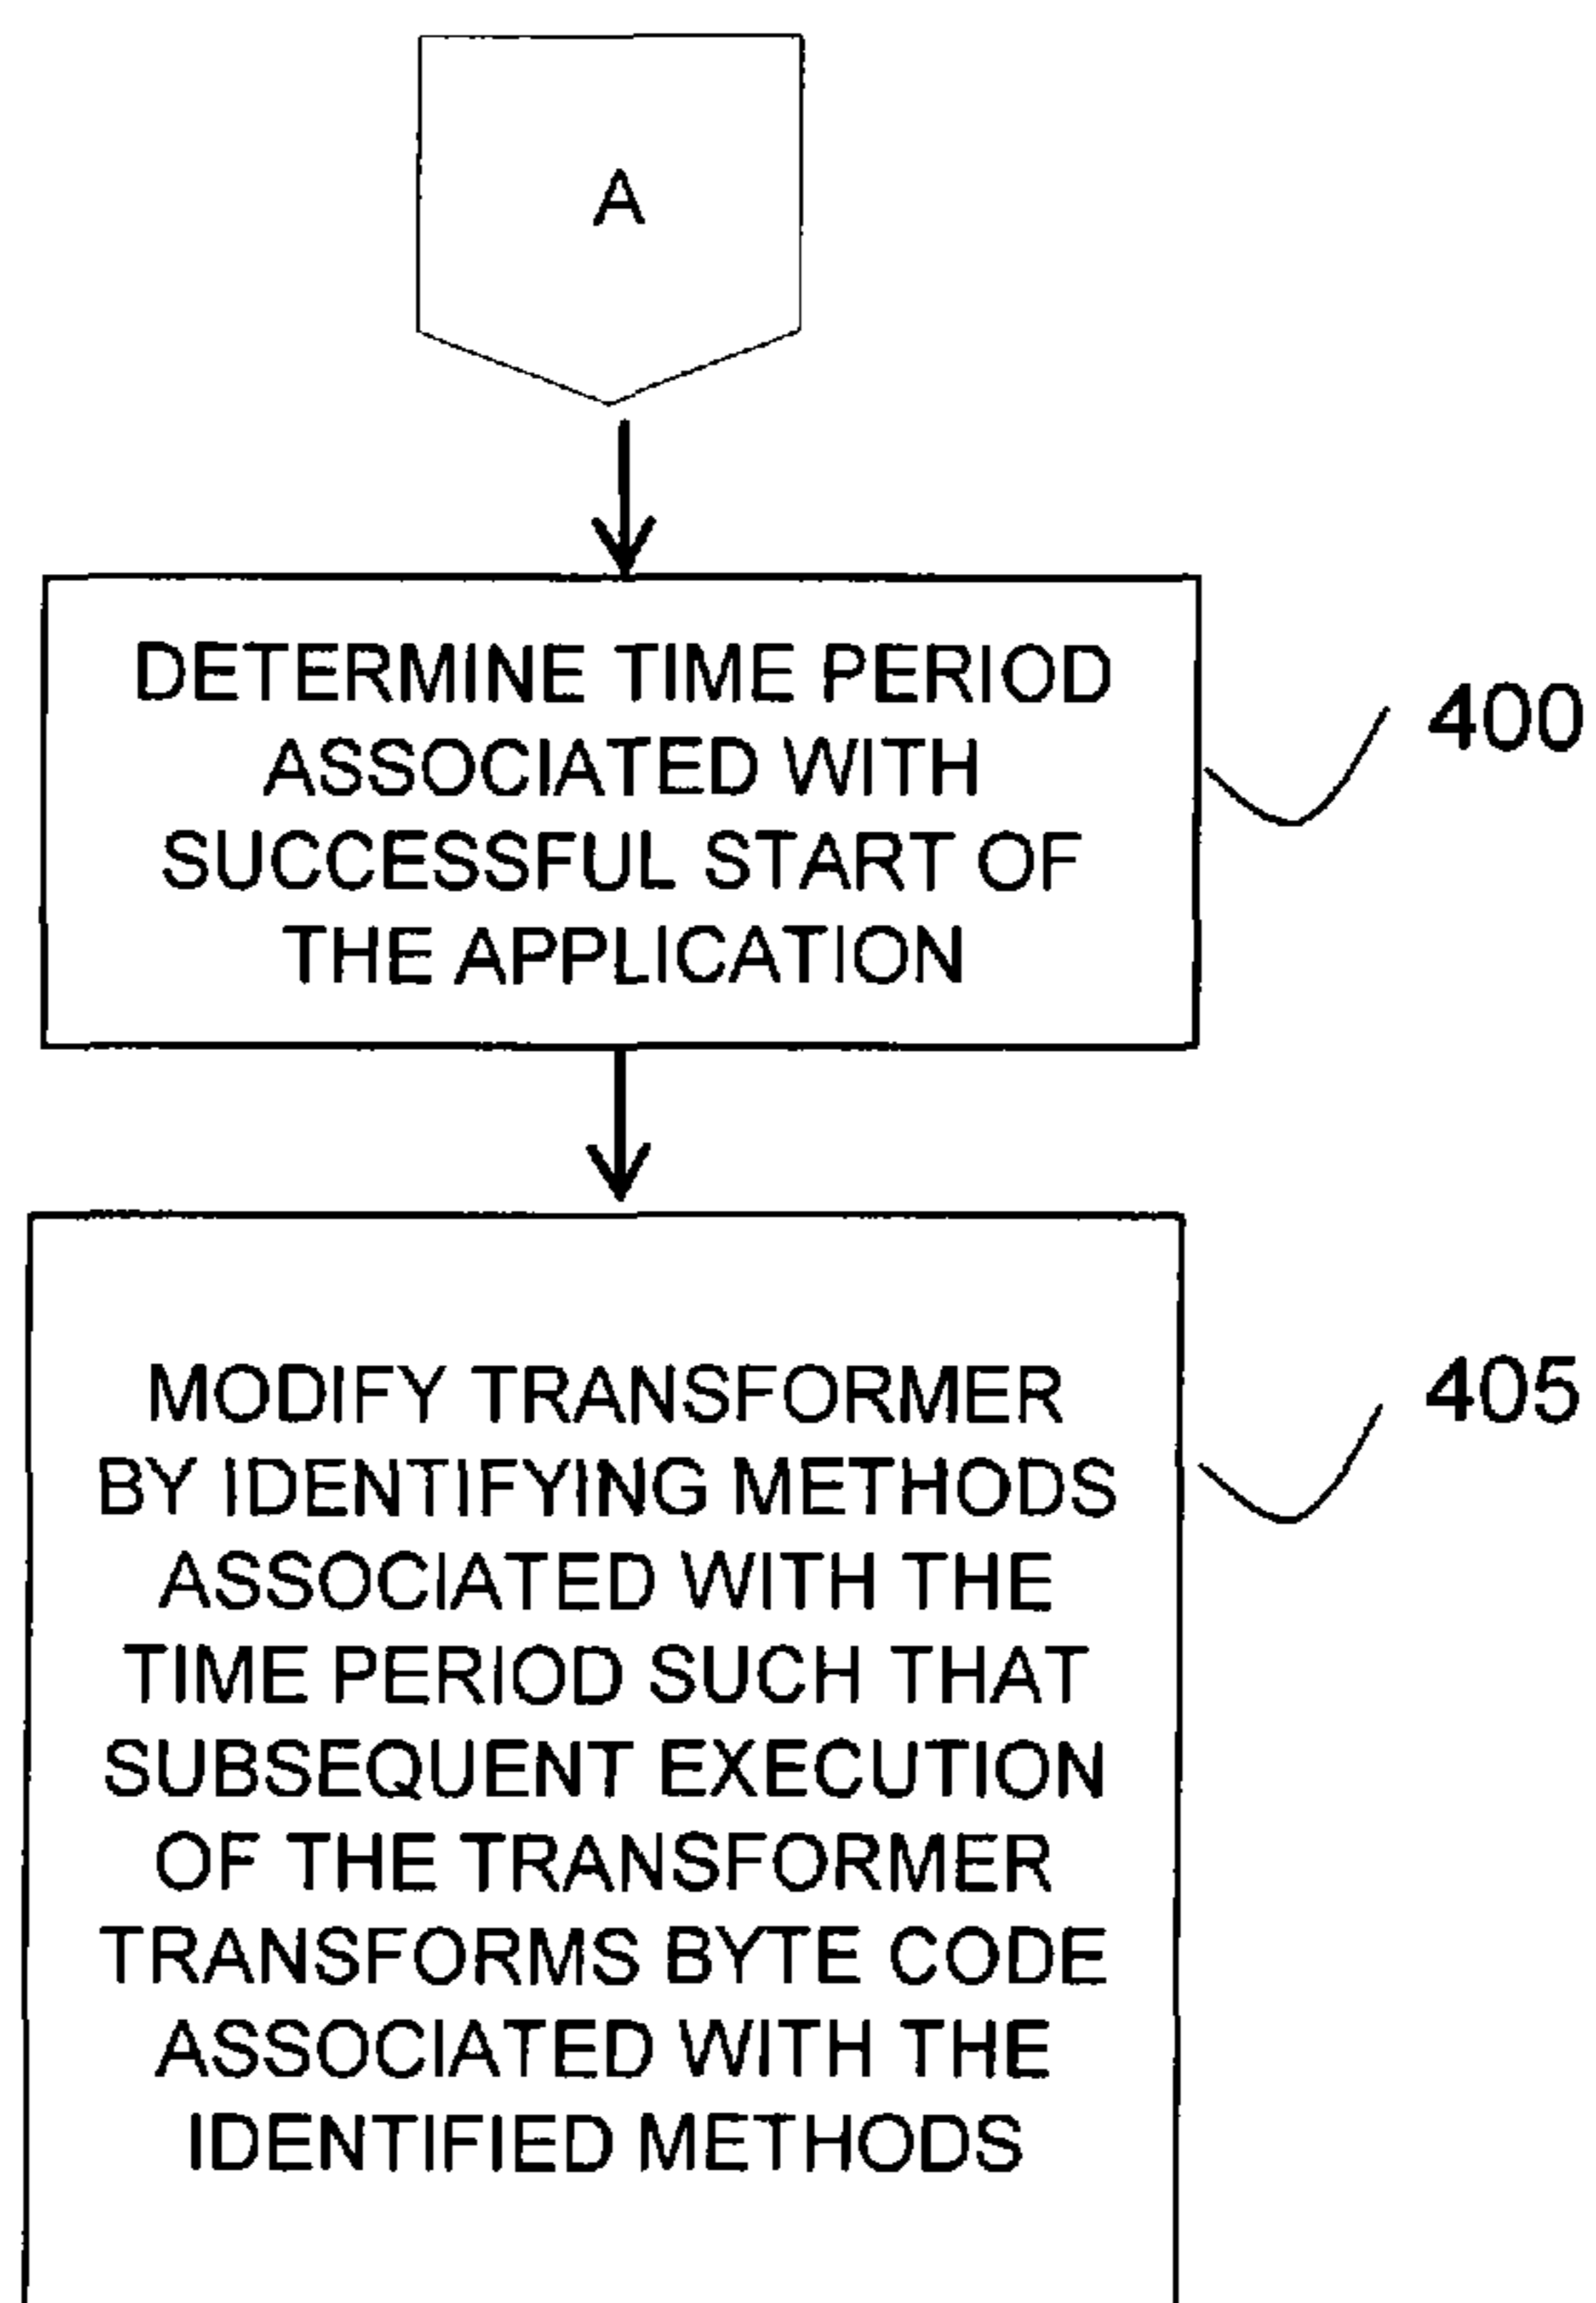 A
DETERMINE TIME PERIOD
ASSOCIATED WITH
SUCCESSFUL START OF
THE APPLICATION
400
MODIFY TRANSFORMER
BY IDENTIFYING METHODS
ASSOCIATED WITH THE
TIME PERIOD SUCH THAT
SUBSEQUENT EXECUTION
OF THE TRANSFORMER
TRANSFORMS BYTE CODE
ASSOCIATED WITH THE
IDENTIFIED METHODS
405